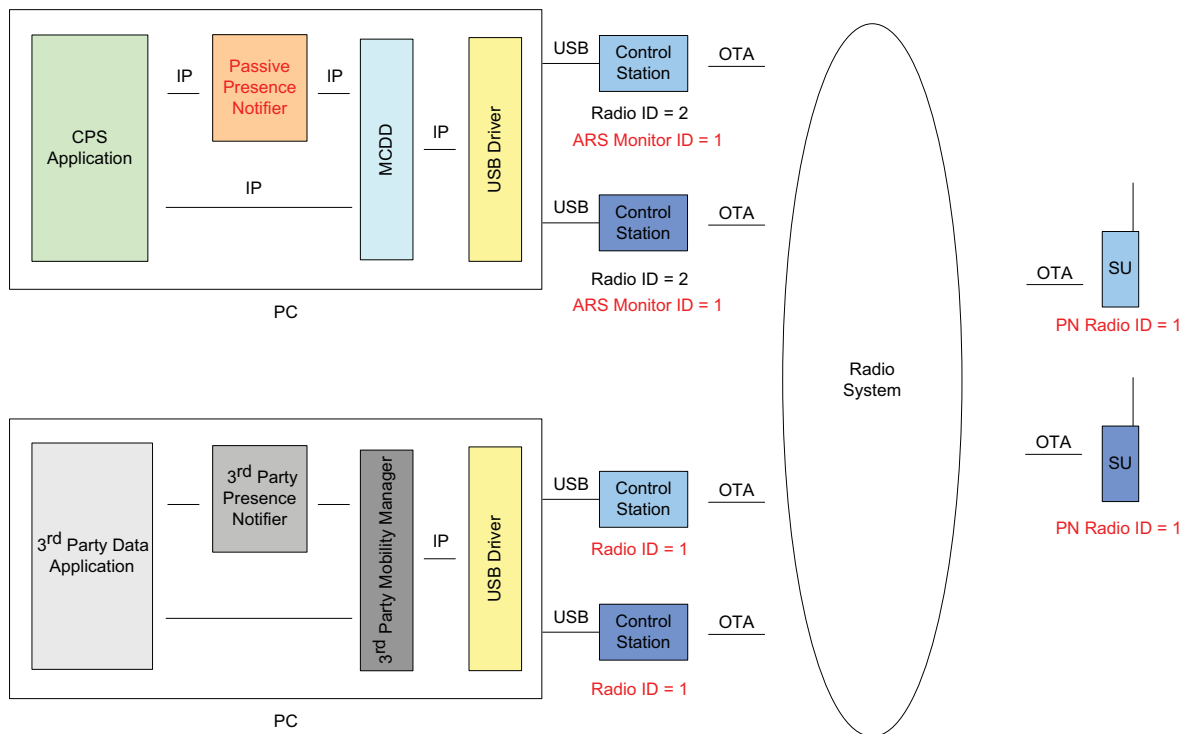 CPS
Application
IP
Passive
Presence
Notifier
IP
IP
MCDD
IP
USB Driver
PC
USB
Control
Station
OTA
Radio ID = 2
ARS Monitor ID = 1
USB
Control
Station
OTA
Radio ID = 2
ARS Monitor ID = 1
3rd Party Data
Application
3rd Party
Presence
Notifier
3rd Party Mobility Manager
IP
USB Driver
PC
USB
Control
Station
OTA
Radio ID = 1
USB
Control
Station
OTA
Radio ID = 1
Radio
System
OTA
SU
PN Radio ID = 1
OTA
SU
PN Radio ID = 1